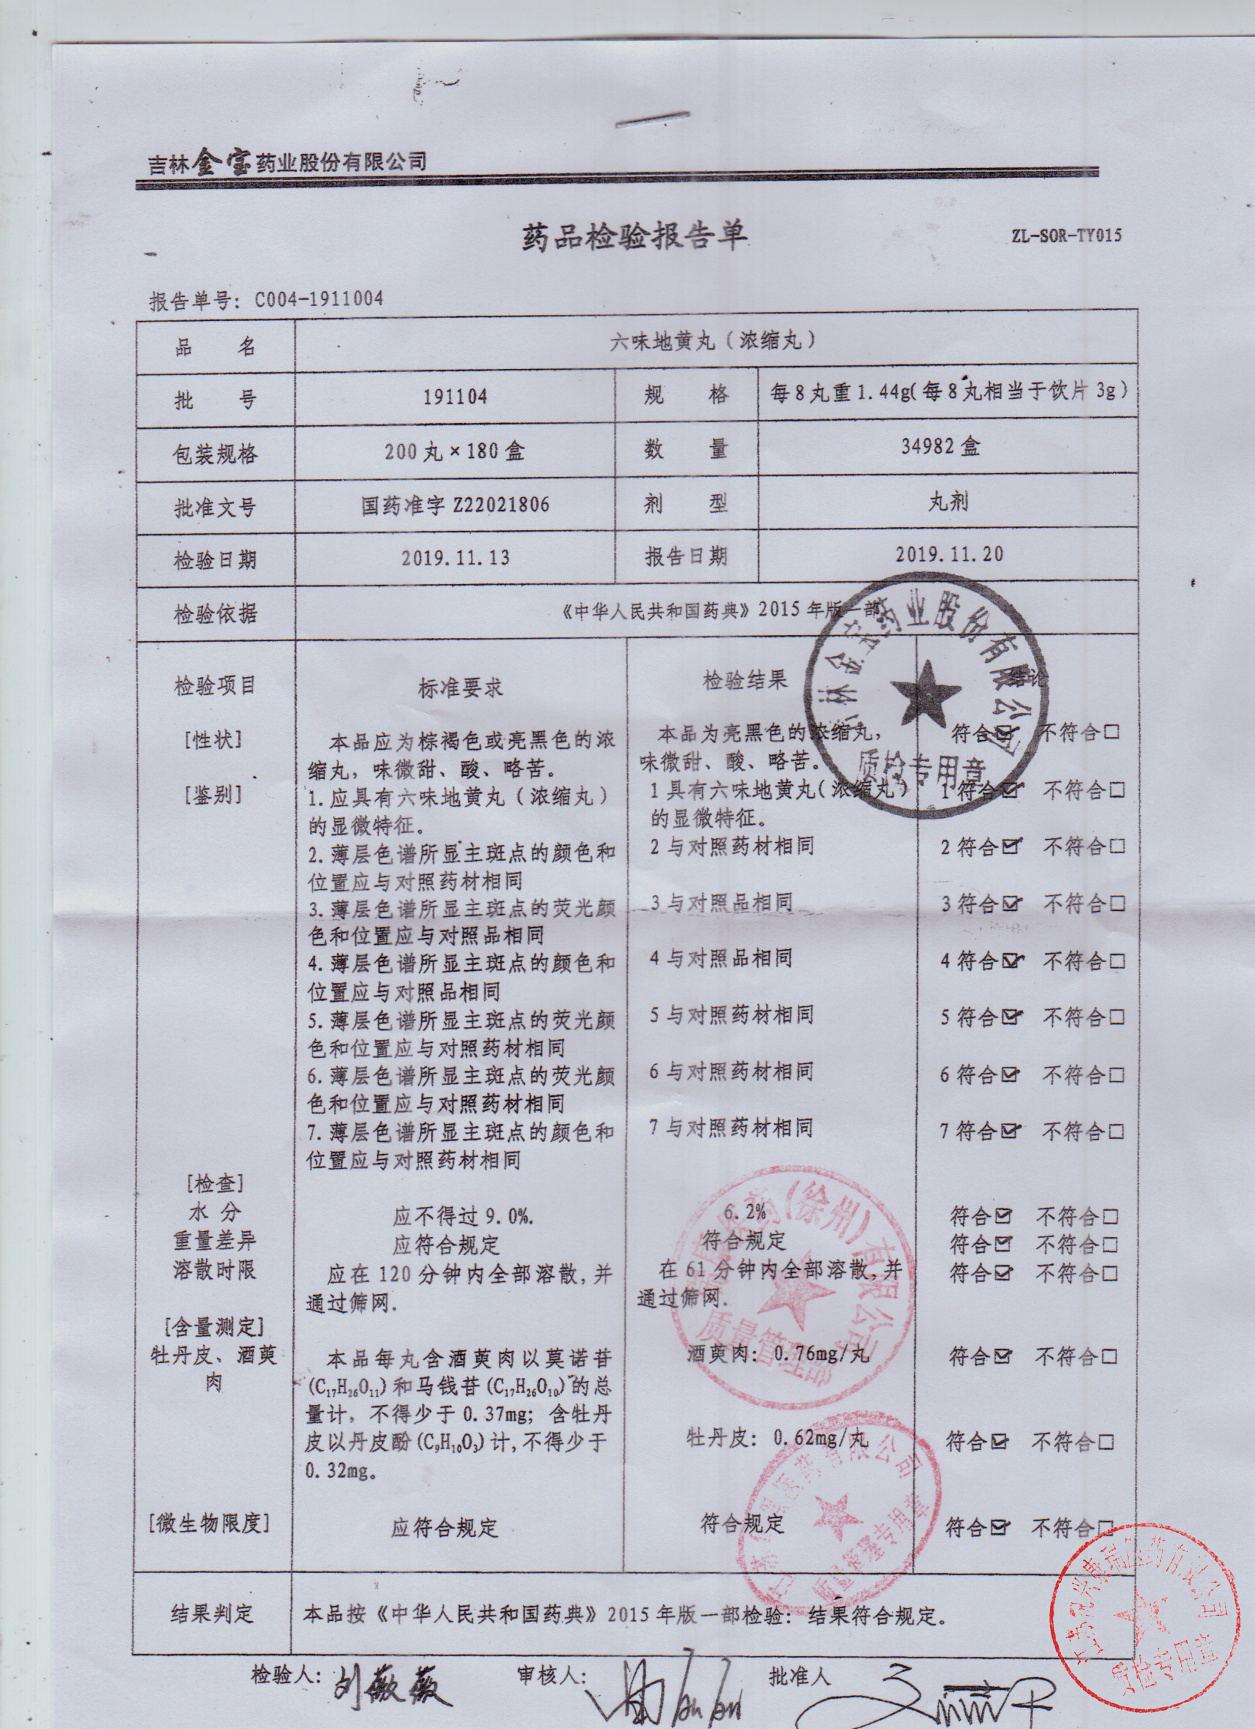 吉林金宝药业股份有限公司
药品检验报告单
ZL-SOR-TY015
报告单号：C004-1911004
品 名 六味地黄丸（浓缩丸）
批 号 191104 规 格 每8丸重1.44g(每8丸相当于饮片3g)
包装规格 200丸×180盒 数 量 34982盒
批准文号 国药准字Z22021806 剂 型 丸剂
检验日期 2019.11.13 报告日期 2019.11.20
检验依据 《中华人民共和国药典》2015年版一部
检验项目 标准要求 检验结果
[性状] 本品应为棕褐色或亮黑色的浓 本品为亮黑色的浓缩丸， 符合 不符合□
缩丸，味微甜、酸、略苦。 味微甜、酸、略苦。
[鉴别] 1.应具有六味地黄丸（浓缩丸） 1具有六味地黄丸(浓缩丸) 1符合☑ 不符合□
的显微特征。 的显微特征。
2.薄层色谱所显主斑点的颜色和 2与对照药材相同 2符合☑ 不符合□
位置应与对照药材相同
3.薄层色谱所显主斑点的荧光颜 3与对照品相同 3符合☑ 不符合□
色和位置应与对照品相同
4.薄层色谱所显主斑点的颜色和 4与对照品相同 4符合☑ 不符合□
位置应与对照品相同
5.薄层色谱所显主斑点的荧光颜 5与对照药材相同 5符合☑ 不符合□
色和位置应与对照药材相同
6.薄层色谱所显主斑点的荧光颜 6与对照药材相同 6符合☑ 不符合□
色和位置应与对照药材相同
7.薄层色谱所显主斑点的颜色和 7与对照药材相同 7符合☑ 不符合□
位置应与对照药材相同
[检查]
水 分 应不得过9.0%. 6.2% 符合☑ 不符合□
重量差异 应符合规定 符合规定 符合☑ 不符合□
溶散时限 应在120分钟内全部溶散,并 在61分钟内全部溶散,并 符合☑ 不符合□
通过筛网. 通过筛网.
[含量测定]
牡丹皮、酒萸 本品每丸含酒萸肉以莫诺苷 酒萸肉：0.76mg/丸 符合☑ 不符合□
肉 (C₁₇H₂₆O₁₁)和马钱苷(C₁₇H₂₆O₁₀)的总
量计，不得少于0.37mg；含牡丹
皮以丹皮酚(C₉H₁₀O₃)计,不得少于 牡丹皮：0.62mg/丸 符合☑ 不符合□
0.32mg。
[微生物限度] 应符合规定 符合规定 符合☑ 不符合□
结果判定 本品按《中华人民共和国药典》2015年版一部检验：结果符合规定。
检验人：刘薇薇 审核人： 批准人
吉林金宝药业股份有限公司
质检专用章
(徐州)有限公司
质量管理部
医药有限公司
质检专用章